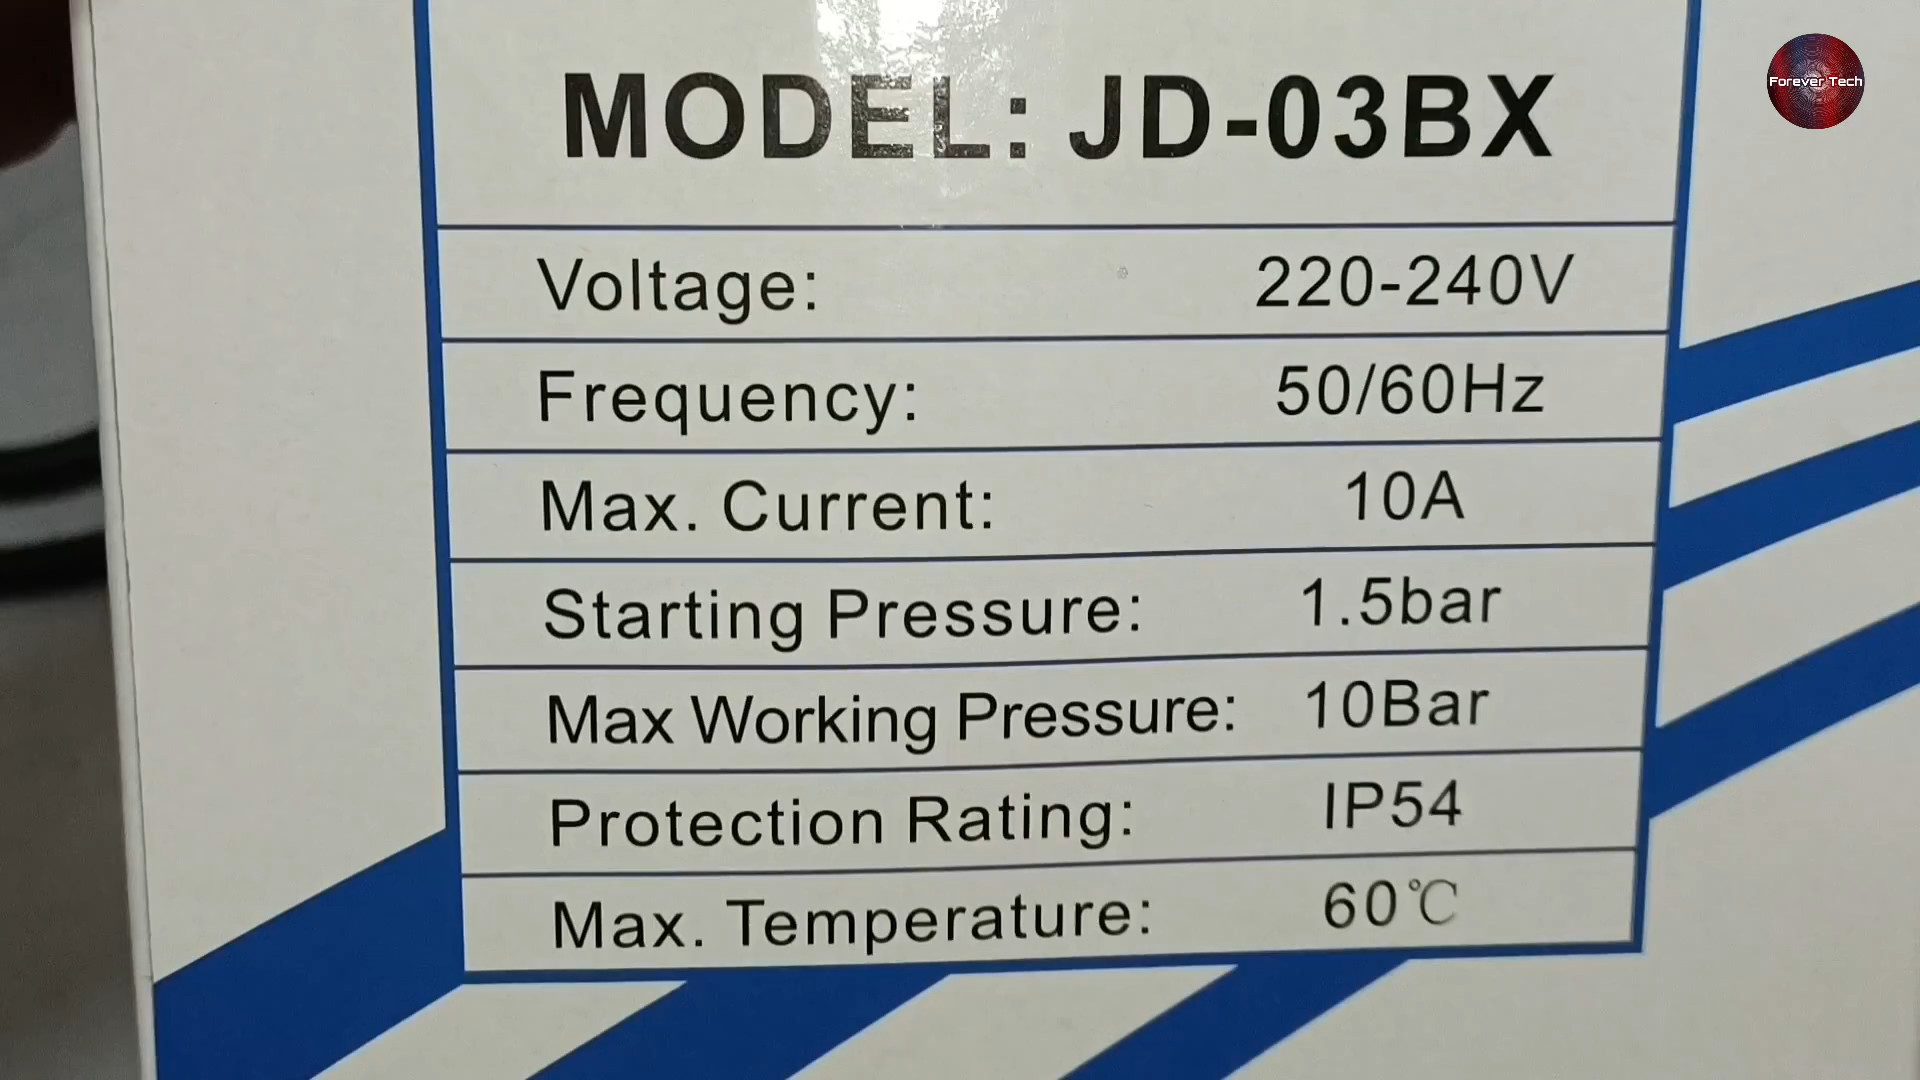 Forever Tech
MODEL: JD-03BX
Voltage: 220-240V
Frequency: 50/60Hz
Max. Current: 10A
Starting Pressure: 1.5bar
Max Working Pressure: 10Bar
Protection Rating: IP54
Max. Temperature: 60℃